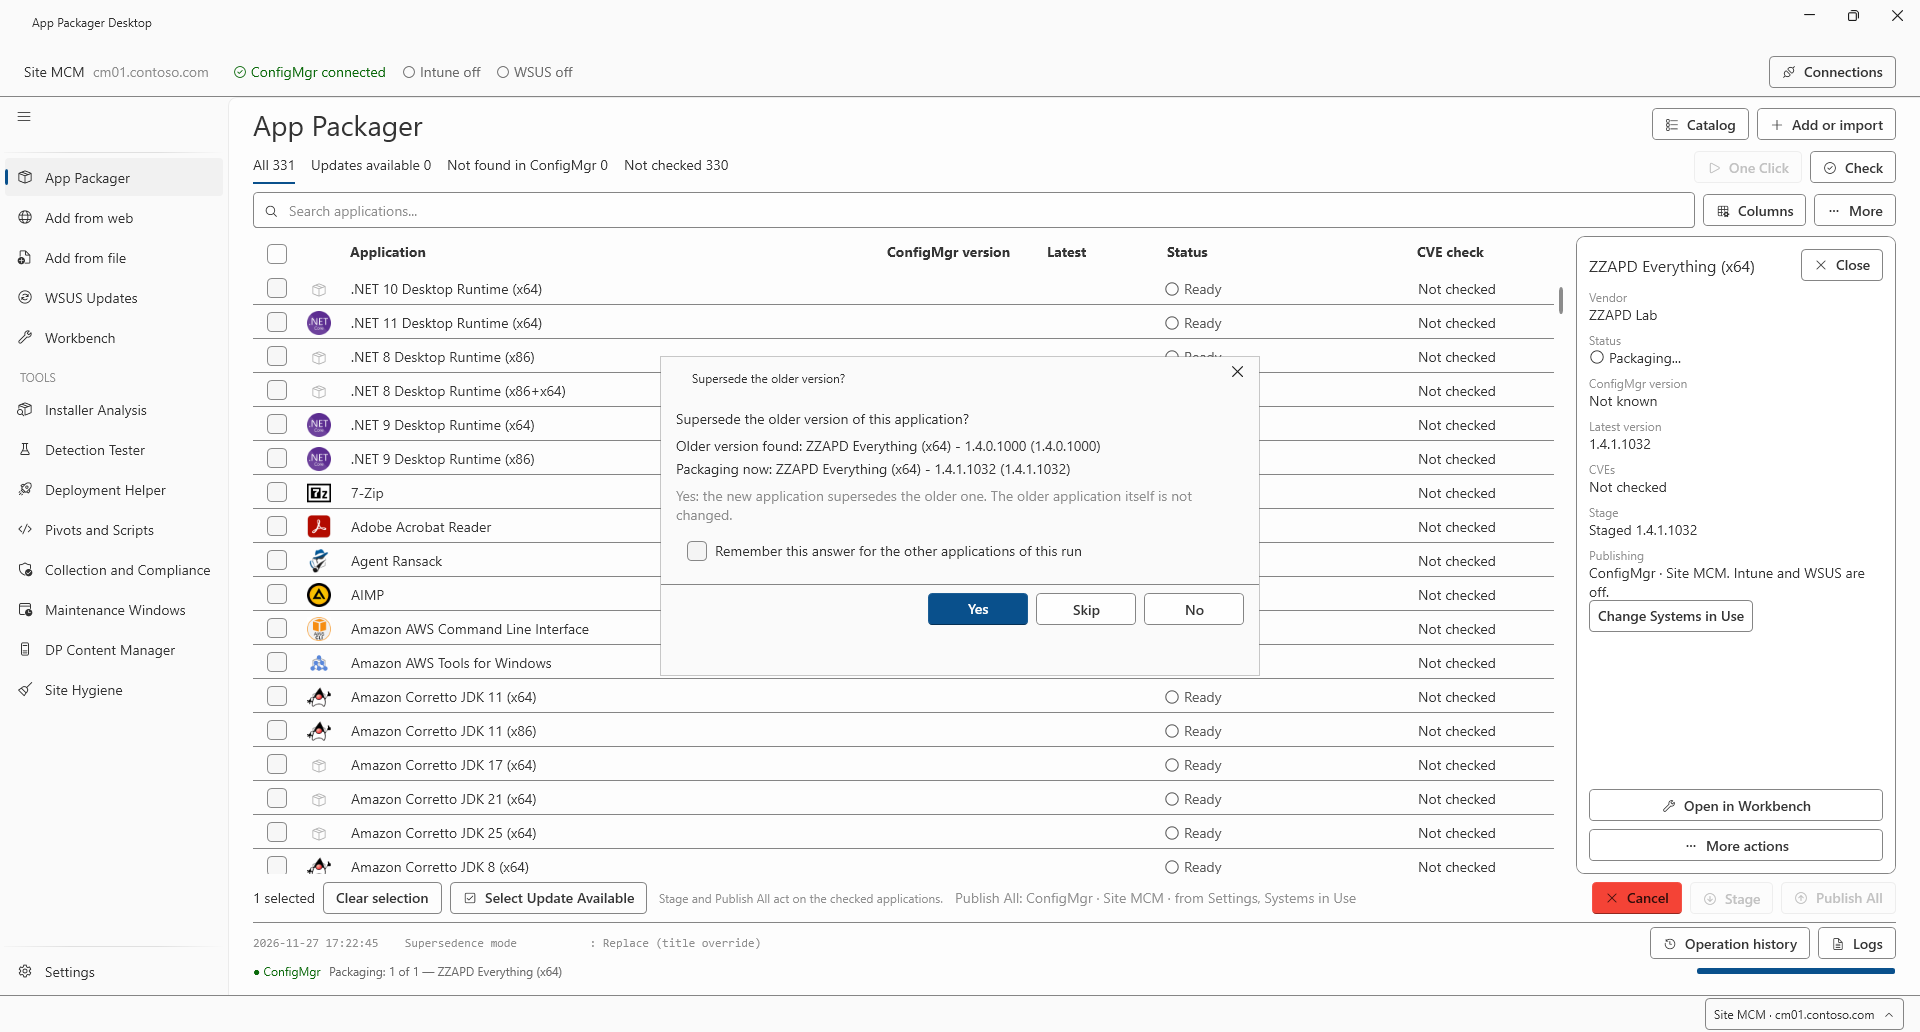 App Packager Desktop
Site MCM cm01.contoso.com ConfigMgr connected Intune off WSUS off Connections
App Packager
Add from web
Add from file
WSUS Updates
Workbench
TOOLS
Installer Analysis
Detection Tester
Deployment Helper
Pivots and Scripts
Collection and Compliance
Maintenance Windows
DP Content Manager
Site Hygiene
Settings
App Packager
Catalog Add or import
All 331 Updates available 0 Not found in ConfigMgr 0 Not checked 330
One Click Check
Search applications...
Columns ... More
Application ConfigMgr version Latest Status CVE check
.NET 10 Desktop Runtime (x64) Ready Not checked
.NET Core .NET 11 Desktop Runtime (x64) Ready Not checked
.NET 8 Desktop Runtime (x86) Ready Not checked
.NET 8 Desktop Runtime (x86+x64) Not checked
.NET Core .NET 9 Desktop Runtime (x64) Not checked
.NET Core .NET 9 Desktop Runtime (x86) Not checked
7z 7-Zip Not checked
Adobe Acrobat Reader Not checked
Agent Ransack Not checked
AIMP Not checked
AWS CLI Amazon AWS Command Line Interface Not checked
Amazon AWS Tools for Windows Not checked
Amazon Corretto JDK 11 (x64) Ready Not checked
Amazon Corretto JDK 11 (x86) Ready Not checked
Amazon Corretto JDK 17 (x64) Ready Not checked
Amazon Corretto JDK 21 (x64) Ready Not checked
Amazon Corretto JDK 25 (x64) Ready Not checked
Amazon Corretto JDK 8 (x64) Ready Not checked
Supersede the older version?
Supersede the older version of this application?
Older version found: ZZAPD Everything (x64) - 1.4.0.1000 (1.4.0.1000)
Packaging now: ZZAPD Everything (x64) - 1.4.1.1032 (1.4.1.1032)
Yes: the new application supersedes the older one. The older application itself is not
changed.
Remember this answer for the other applications of this run
Yes Skip No
ZZAPD Everything (x64) Close
Vendor
ZZAPD Lab
Status
Packaging...
ConfigMgr version
Not known
Latest version
1.4.1.1032
CVEs
Not checked
Stage
Staged 1.4.1.1032
Publishing
ConfigMgr · Site MCM. Intune and WSUS are
off.
Change Systems in Use
Open in Workbench
... More actions
1 selected Clear selection Select Update Available Stage and Publish All act on the checked applications. Publish All: ConfigMgr · Site MCM · from Settings, Systems in Use Cancel Stage Publish All
2026-11-27 17:22:45 Supersedence mode : Replace (title override)
Operation history Logs
● ConfigMgr Packaging: 1 of 1 — ZZAPD Everything (x64)
Site MCM · cm01.contoso.com